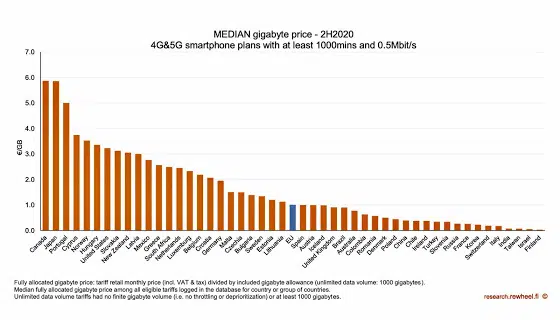 MEDIAN gigabyte price - 2H2020
4G&5G smartphone plans with at least 1000mins and 0.5Mbit/s
7.0
6.0
5.0
4.0
3.0
2.0
1.0
0.0
€/GB
Canada
Japan
Portugal
Cyprus
Norway
Hungary
United States
Slovakia
New Zealand
Latvia
Mexico
Greece
South Africa
Netherlands
Luxemburg
Belgium
Croatia
Germany
Malta
Czechia
Bulgaria
Sweden
Estonia
Lithuania
EU
Spain
Austria
Iceland
United Kingdom
Brazil
Australia
Colombia
Denmark
Romania
Poland
China
Chile
Ireland
Turkey
Slovenia
Russia
France
Korea
Switzerland
Italy
India
Taiwan
Israel
Finland
Fully allocated gigabyte price: tariff retail monthly price (incl. VAT & tax) divided by included gigabyte allowance (unlimited data volume: 1000 gigabytes).
Median fully allocated gigabyte price among all eligible tariffs logged in the database for country or group of countries.
Unlimited data volume tariffs had no finite gigabyte volume (i.e. no throttling or deprioritization) or at least 1000 gigabytes.
research.rewheel.fi